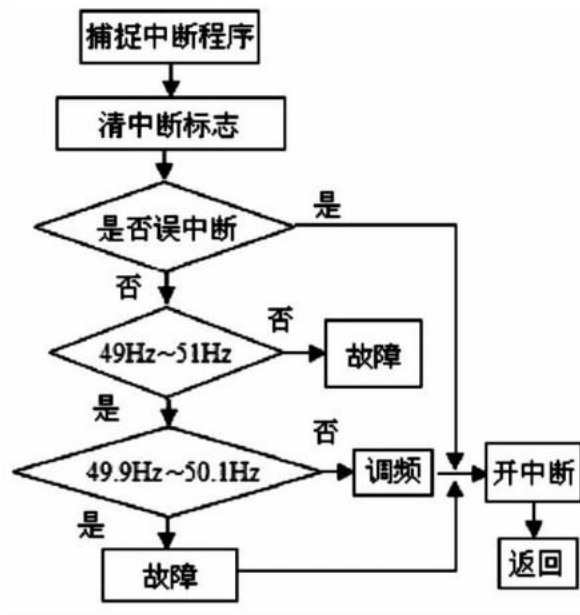 捕捉中断程序
清中断标志
是否误中断
是
否
49Hz~51Hz
否
故障
是
49.9Hz~50.1Hz
否
调频
开中断
是
故障
返回